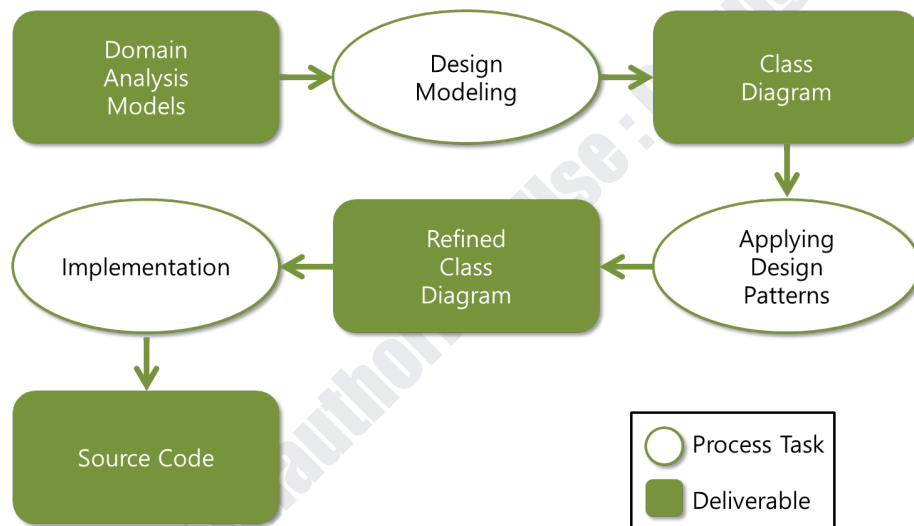 Domain
Analysis
Models
Design
Modeling
Class
Diagram
Implementation
Refined
Class
Diagram
Applying
Design
Patterns
Source Code
Process Task
Deliverable